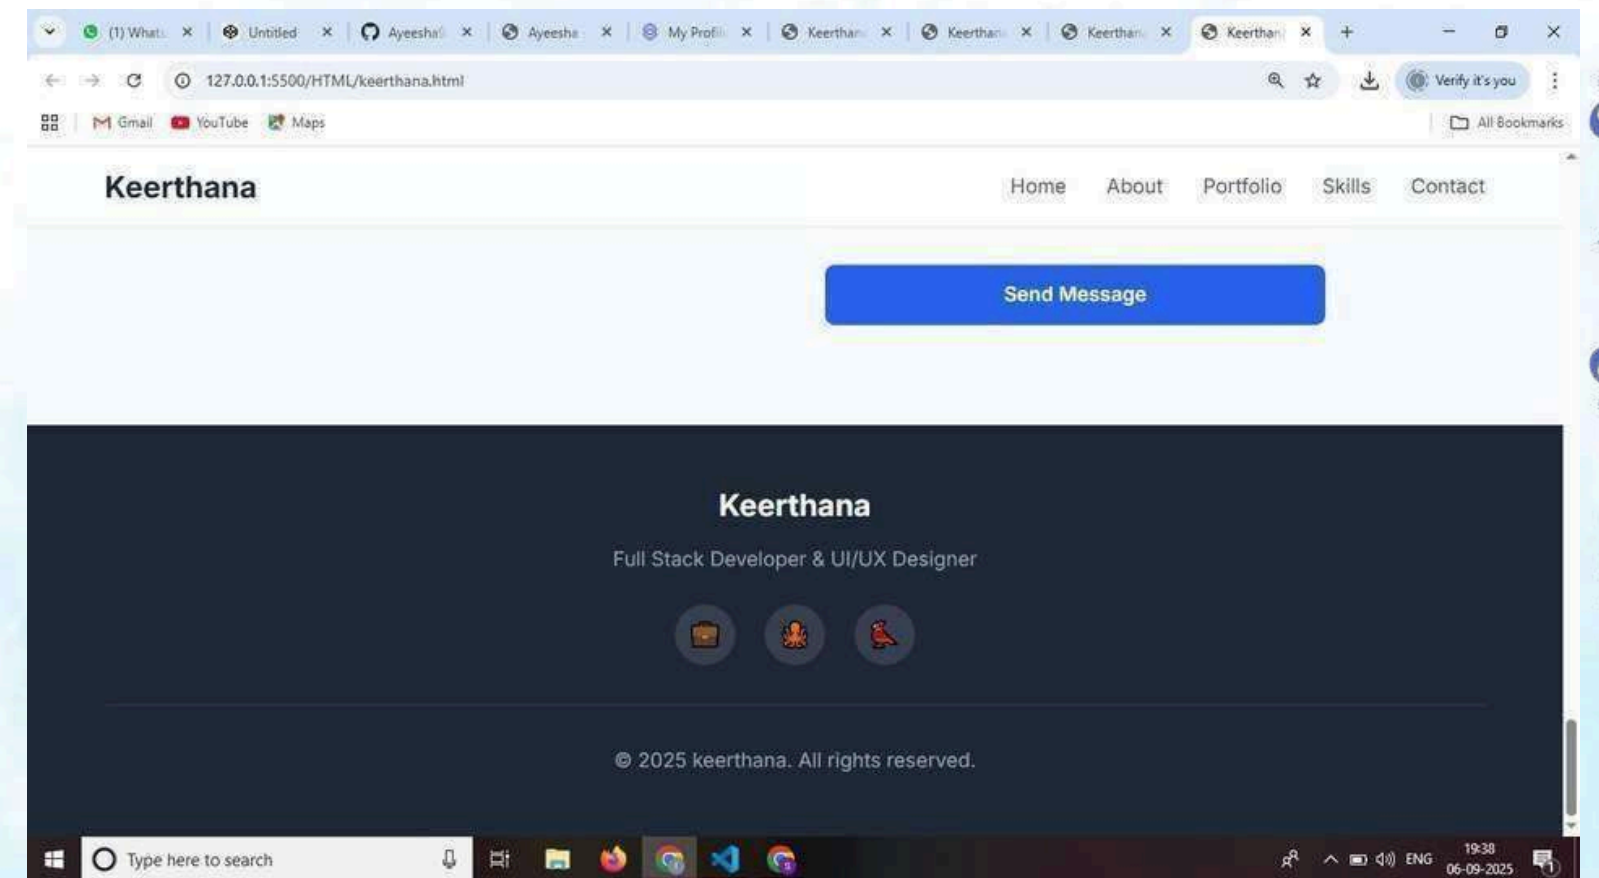 (1) What
Untitled
Ayeesha
Ayeesha
My Profil
Keerthan
Keerthan
Keerthan
Keerthan
127.0.0.1:5500/HTML/keerthana.html
Verify it's you
Gmail
YouTube
Maps
All Bookmarks
Keerthana
Home
About
Portfolio
Skills
Contact
Send Message
Keerthana
Full Stack Developer & UI/UX Designer
© 2025 keerthana. All rights reserved.
Type here to search
ENG
19:38
06-09-2025
1